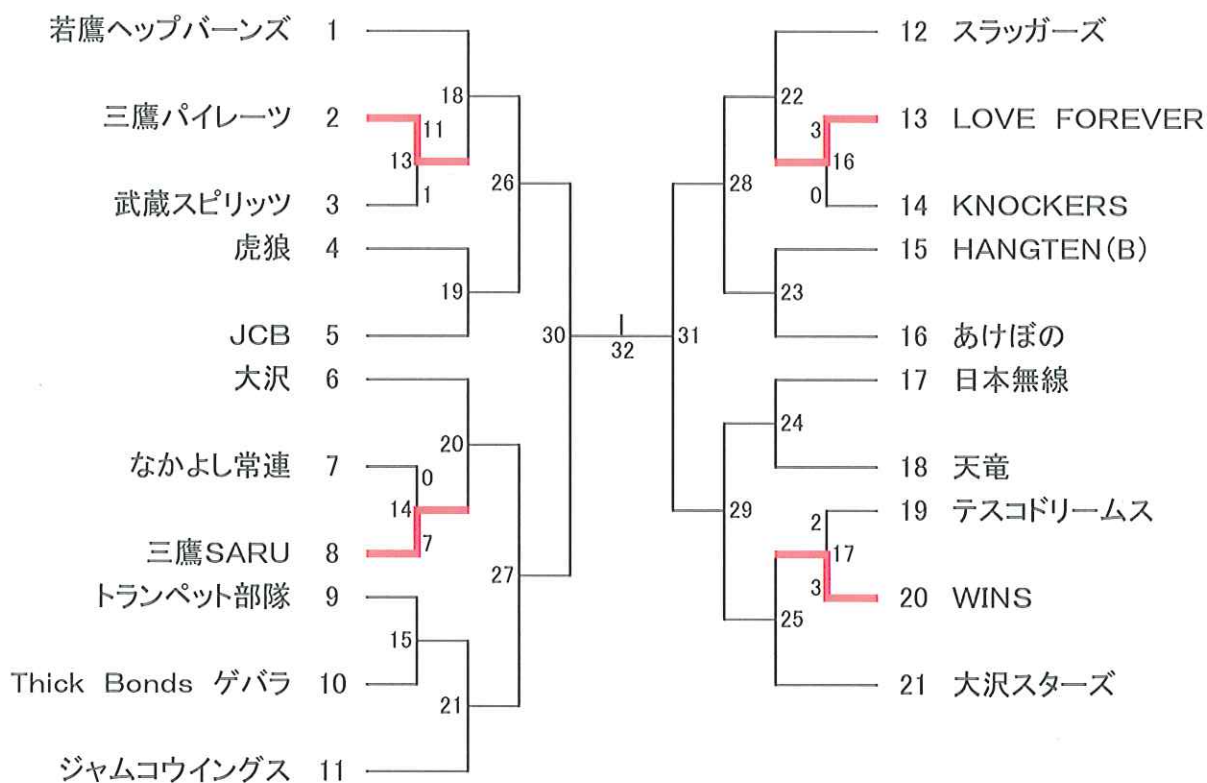 若鷹ヘップバーンズ 1
18
三鷹パイレーツ 2
11
13
1
武蔵スピリッツ 3
26
虎狼 4
19
JCB 5
大沢 6
30
20
なかよし常連 7
0
14
7
三鷹SARU 8
27
トランペット部隊 9
15
Thick Bonds ゲバラ 10
21
ジャムコウイングス 11
32
12 スラッガーズ
22
13 LOVE FOREVER
3
16
0
28
14 KNOCKERS
15 HANGTEN(B)
23
16 あけぼの
31
17 日本無線
24
18 天竜
29
19 テスコドリームス
2
17
3
20 WINS
25
21 大沢スターズ